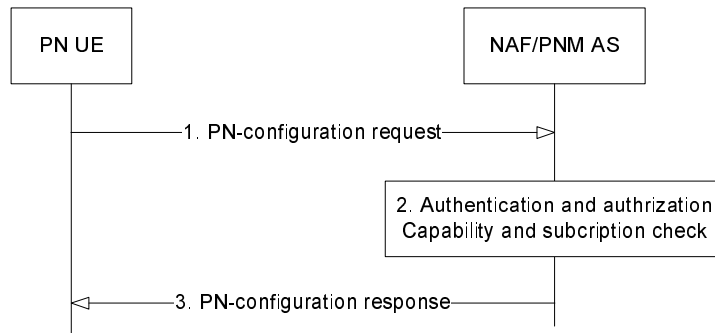 PN UE
NAF/PNM AS
1. PN-configuration request
2. Authentication and authrization
Capability and subcription check
3. PN-configuration response